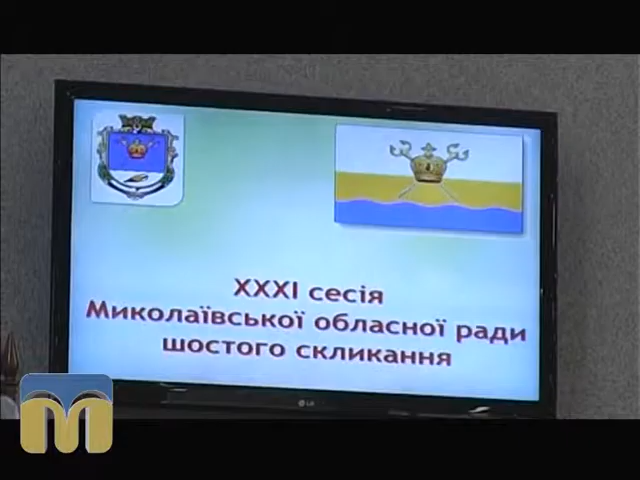 XXXI сесія
Миколаївської обласної ради
шостого скликання
LG
M